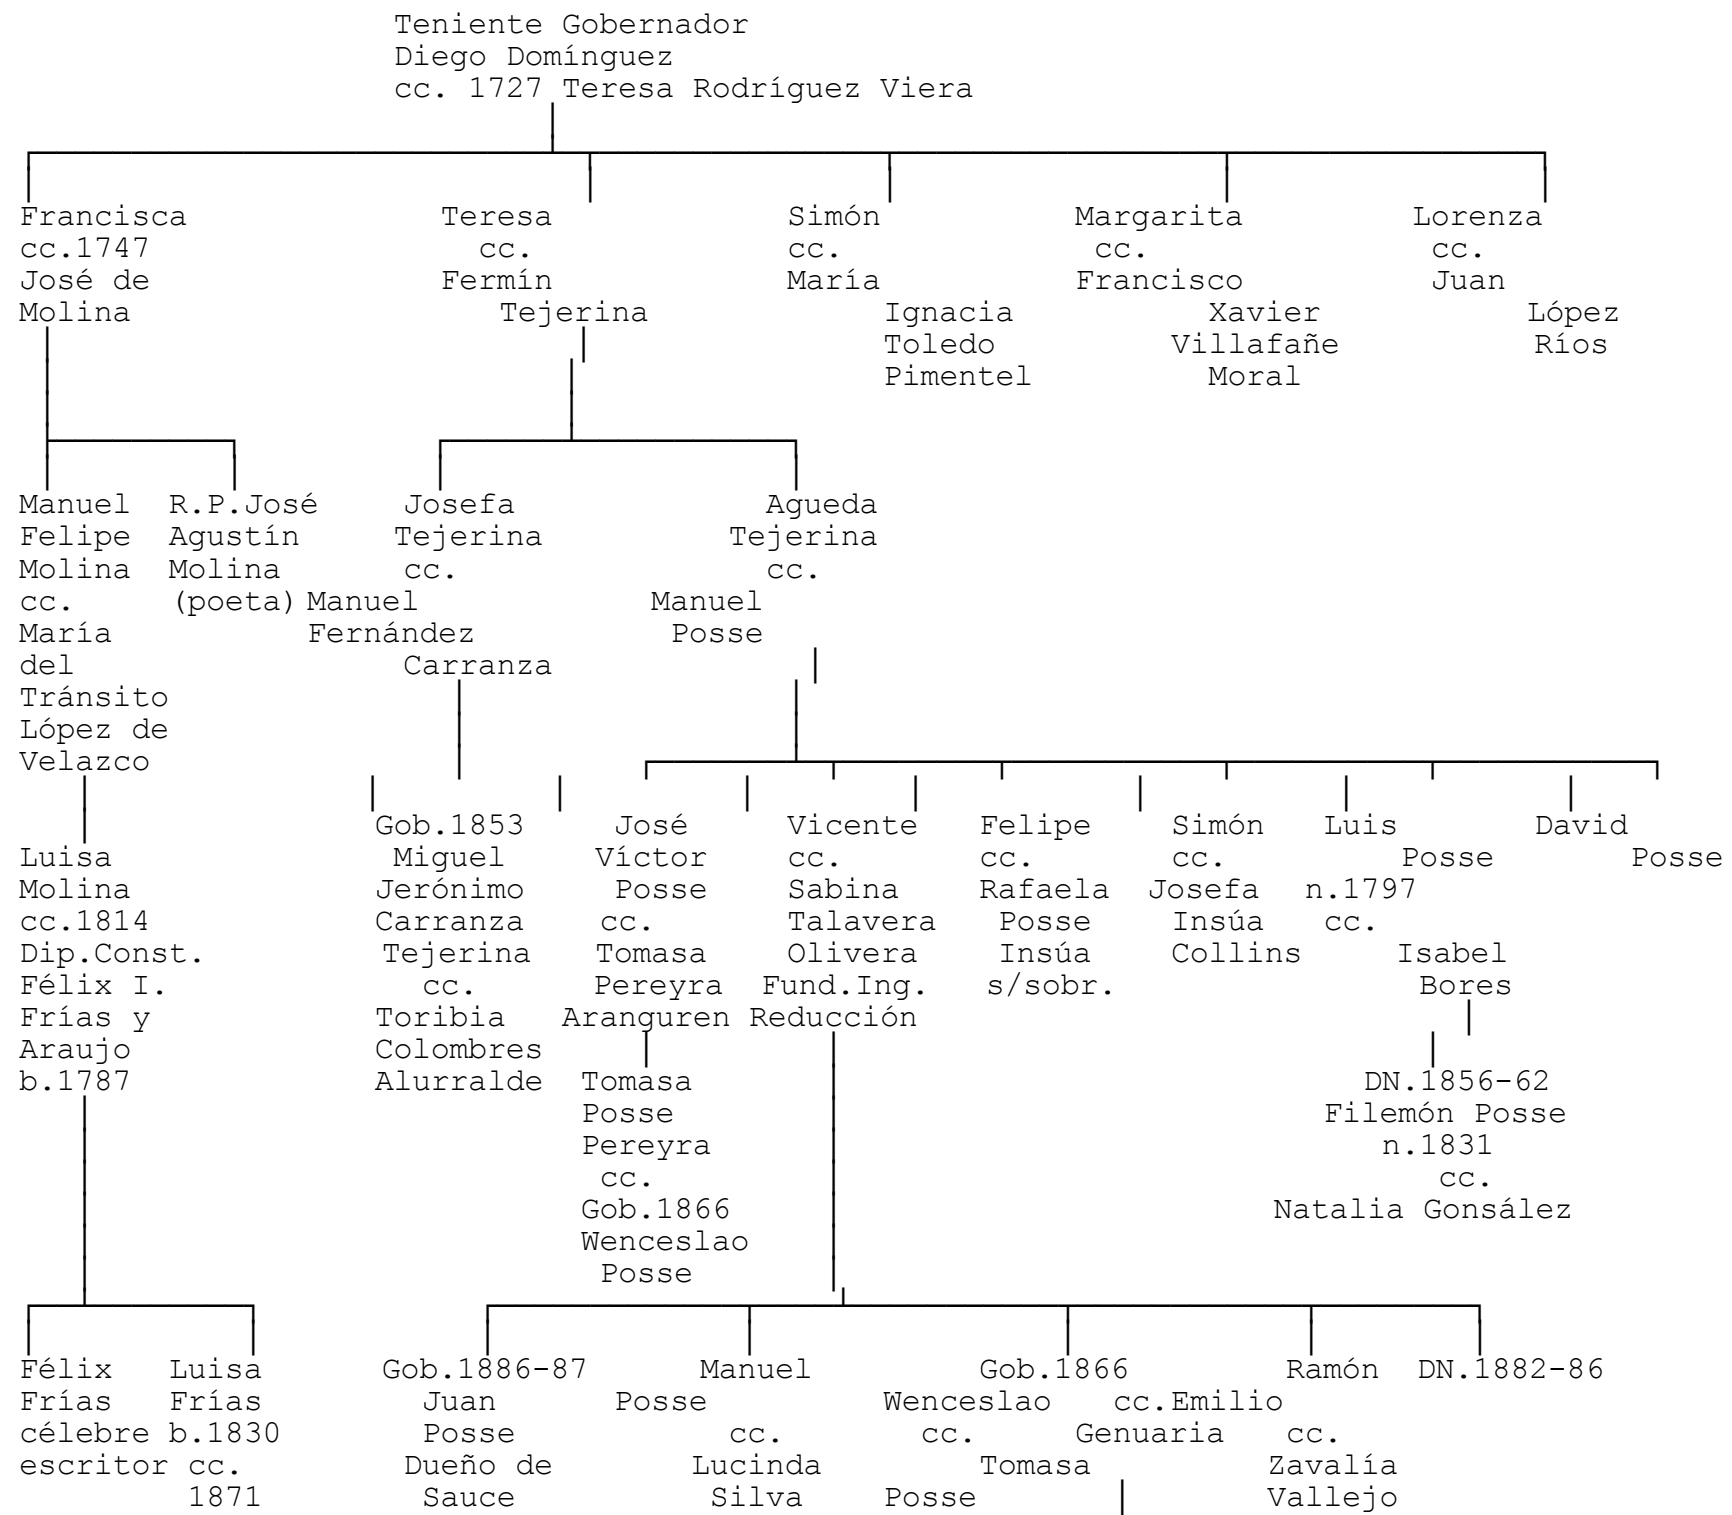 Teniente Gobernador
Diego Domínguez
cc. 1727 Teresa Rodríguez Viera
Francisca Teresa Simón Margarita Lorenza
cc.1747 cc. cc. cc. cc.
José de Fermín María Francisco Juan
Molina Tejerina Ignacia Xavier López
Toledo Villafañe Ríos
Pimentel Moral
Manuel R.P.José Josefa Agueda
Felipe Agustín Tejerina Tejerina
Molina Molina cc. cc.
cc. (poeta) Manuel Manuel
María Fernández Posse
del Carranza
Tránsito
López de
Velazco
Gob.1853 José Vicente Felipe Simón Luis David
Luisa Miguel Víctor cc. cc. cc. Posse Posse
Molina Jerónimo Posse Sabina Rafaela Josefa n.1797
cc.1814 Carranza cc. Talavera Posse Insúa cc.
Dip.Const. Tejerina Tomasa Olivera Insúa Collins Isabel
Félix I. cc. Pereyra Fund.Ing. s/sobr. Bores
Frías y Toribia Aranguren Reducción
Araujo Colombres
b.1787 Alurralde Tomasa DN.1856-62
Posse Filemón Posse
Pereyra n.1831
cc. cc.
Gob.1866 Natalia Gonsález
Wenceslao
Posse
Félix Luisa Gob.1886-87 Manuel Gob.1866 Ramón DN.1882-86
Frías Frías Juan Posse Wenceslao cc.Emilio
célebre b.1830 Posse cc. cc. Genuaria cc.
escritor cc. Dueño de Lucinda Tomasa Zavalía
1871 Sauce Silva Posse Vallejo